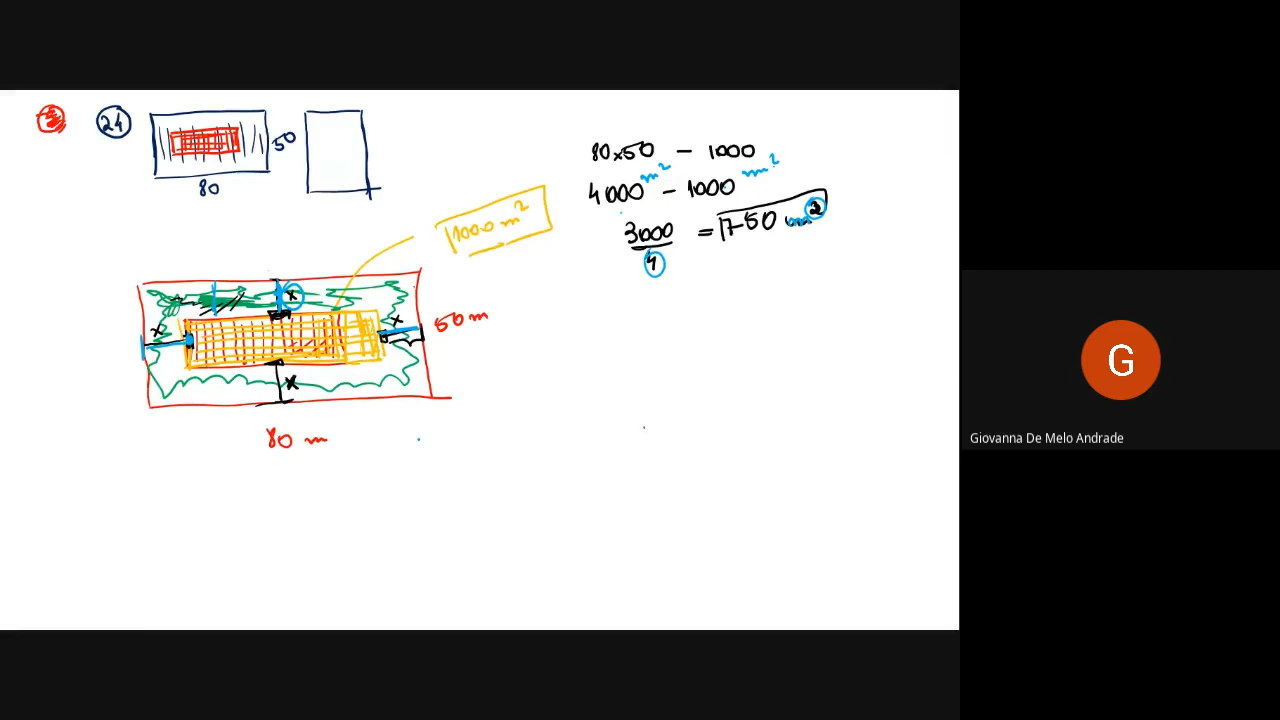 24
50
80
80x50 - 1000
4000 m² - 1000 m²
3000
4
= 750 m²
1000 m²
x
x
x
x
50 m
80 m
G
Giovanna De Melo Andrade